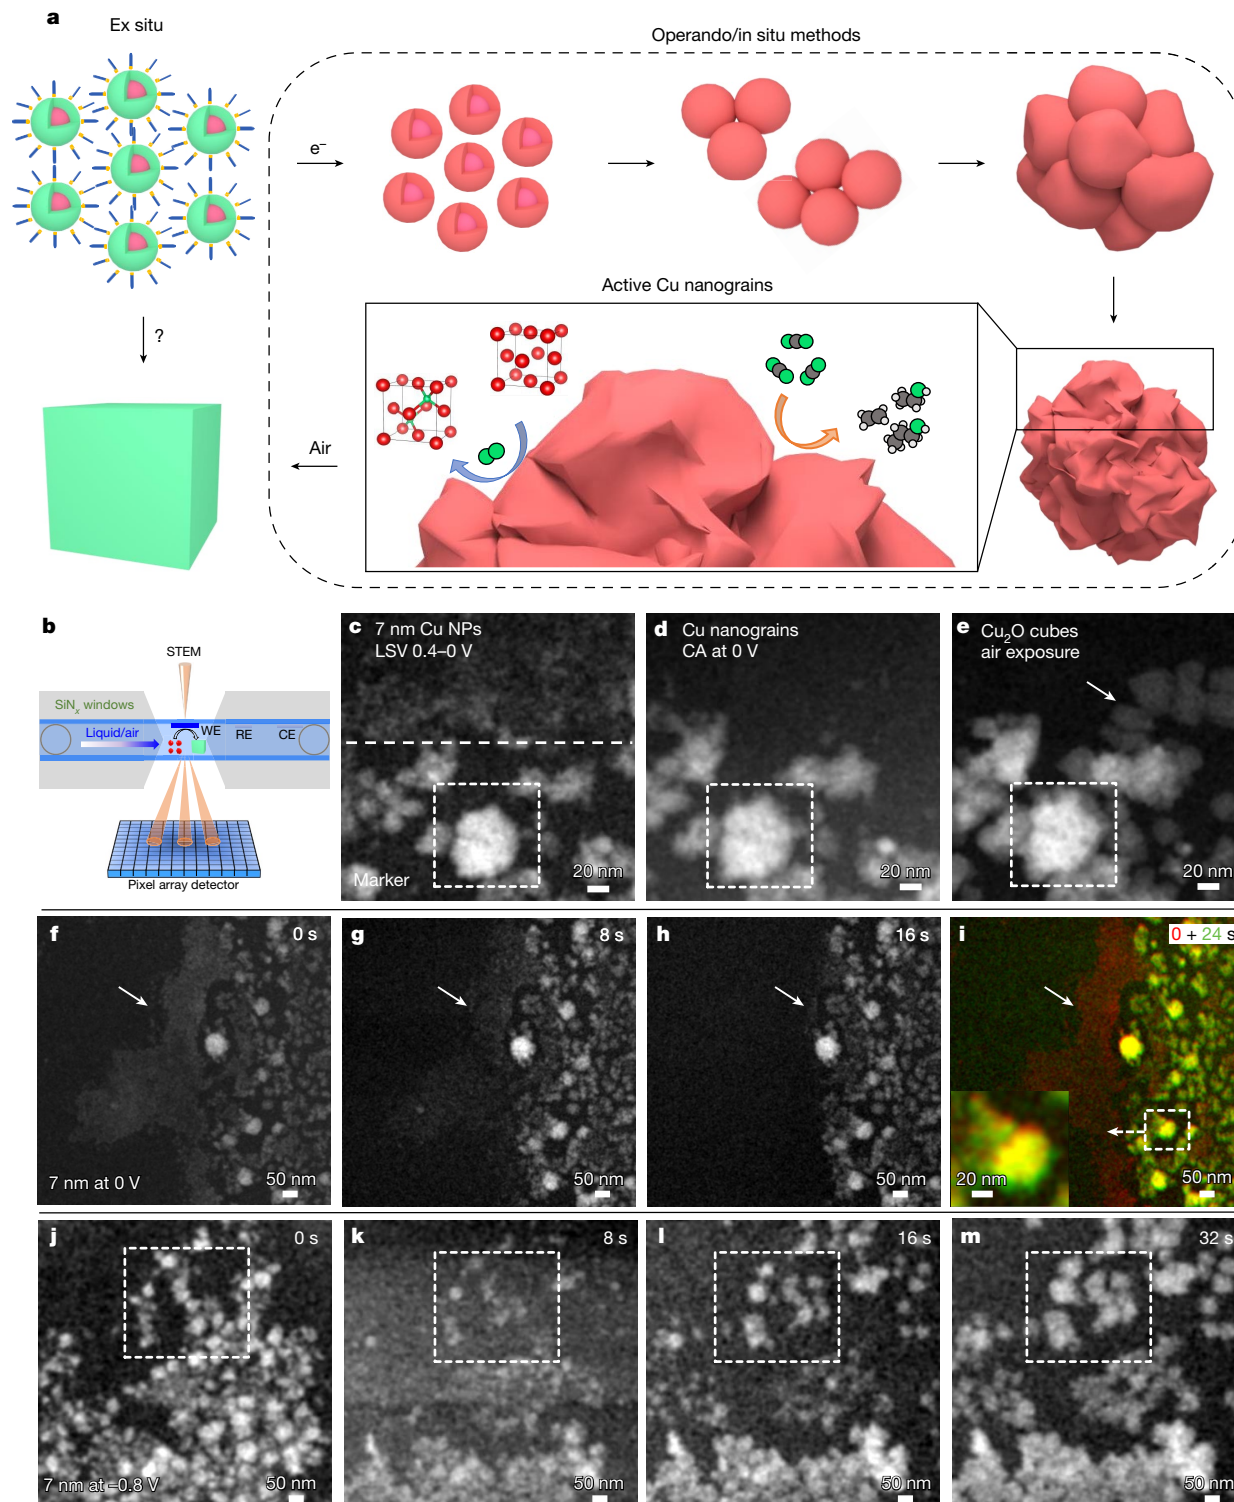 a
Ex situ
Operando/in situ methods
e⁻
?
Active Cu nanograins
Air
b
STEM
SiNₓ windows
Liquid/air
WE
RE
CE
Pixel array detector
c 7 nm Cu NPs
LSV 0.4–0 V
Marker
20 nm
d Cu nanograins
CA at 0 V
20 nm
e Cu₂O cubes
air exposure
20 nm
f
0 s
7 nm at 0 V
50 nm
g
8 s
50 nm
h
16 s
50 nm
i
0 + 24 s
20 nm
50 nm
j
0 s
7 nm at –0.8 V
50 nm
k
8 s
50 nm
l
16 s
50 nm
m
32 s
50 nm